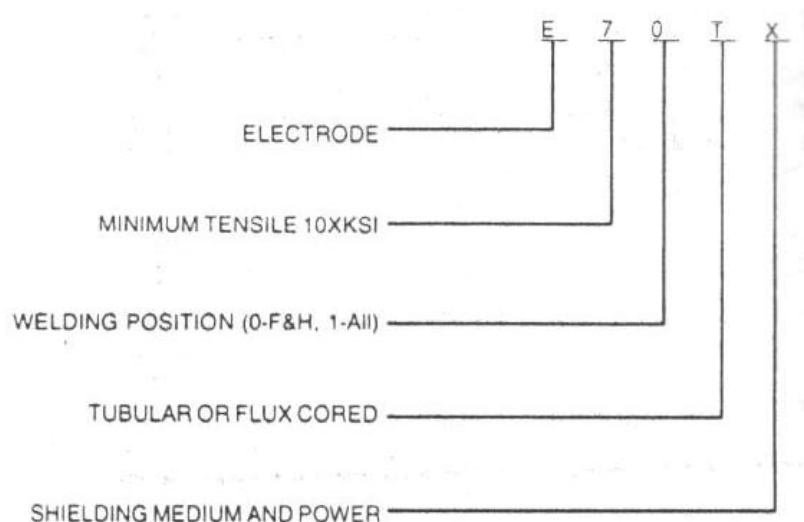 E 7 0 T X
ELECTRODE
MINIMUM TENSILE 10XKSI
WELDING POSITION (0-F&H, 1-All)
TUBULAR OR FLUX CORED
SHIELDING MEDIUM AND POWER